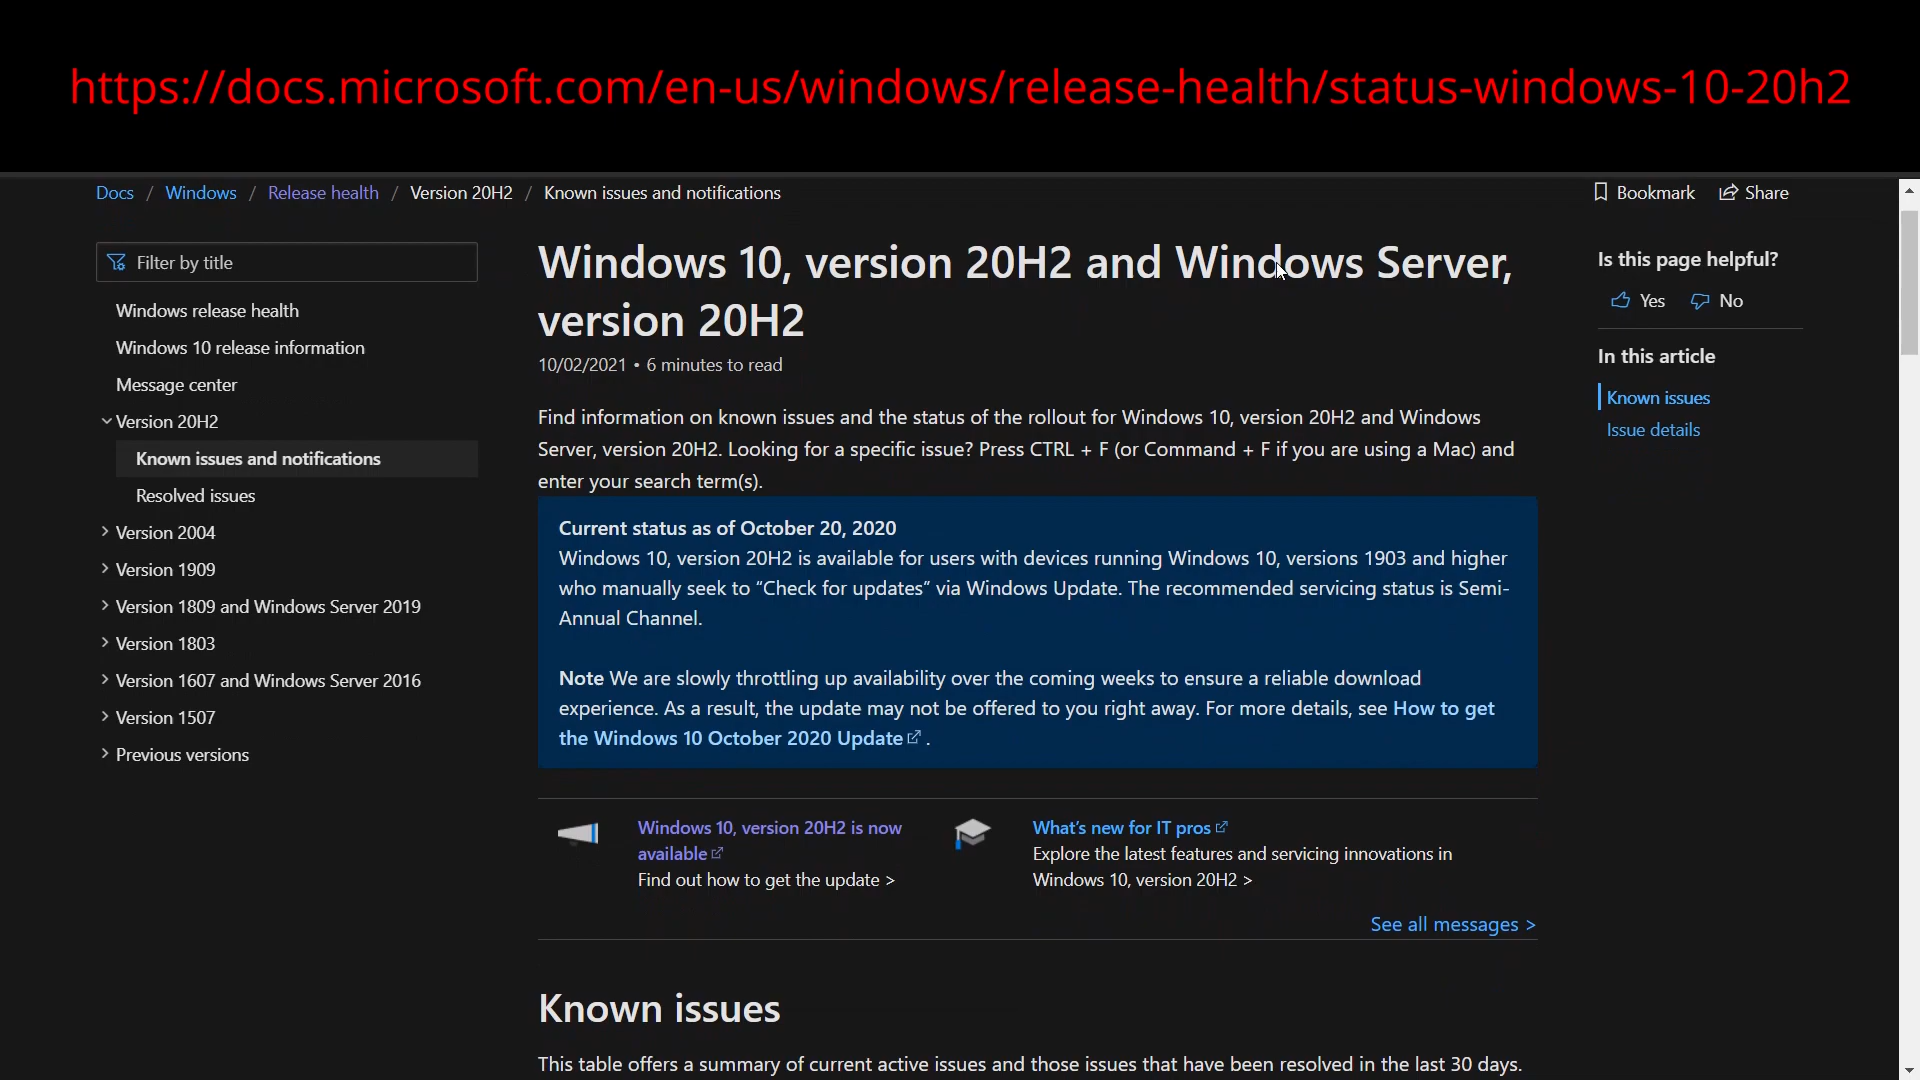 https://docs.microsoft.com/en-us/windows/release-health/status-windows-10-20h2
Docs / Windows / Release health / Version 20H2 / Known issues and notifications
Bookmark Share
Filter by title
Windows release health
Windows 10 release information
Message center
Version 20H2
Known issues and notifications
Resolved issues
Version 2004
Version 1909
Version 1809 and Windows Server 2019
Version 1803
Version 1607 and Windows Server 2016
Version 1507
Previous versions
Windows 10, version 20H2 and Windows Server,
version 20H2
10/02/2021 • 6 minutes to read
Find information on known issues and the status of the rollout for Windows 10, version 20H2 and Windows
Server, version 20H2. Looking for a specific issue? Press CTRL + F (or Command + F if you are using a Mac) and
enter your search term(s).
Current status as of October 20, 2020
Windows 10, version 20H2 is available for users with devices running Windows 10, versions 1903 and higher
who manually seek to “Check for updates” via Windows Update. The recommended servicing status is Semi-
Annual Channel.
Note We are slowly throttling up availability over the coming weeks to ensure a reliable download
experience. As a result, the update may not be offered to you right away. For more details, see How to get
the Windows 10 October 2020 Update .
Windows 10, version 20H2 is now
available
Find out how to get the update >
What's new for IT pros
Explore the latest features and servicing innovations in
Windows 10, version 20H2 >
See all messages >
Known issues
This table offers a summary of current active issues and those issues that have been resolved in the last 30 days.
Is this page helpful?
Yes No
In this article
Known issues
Issue details